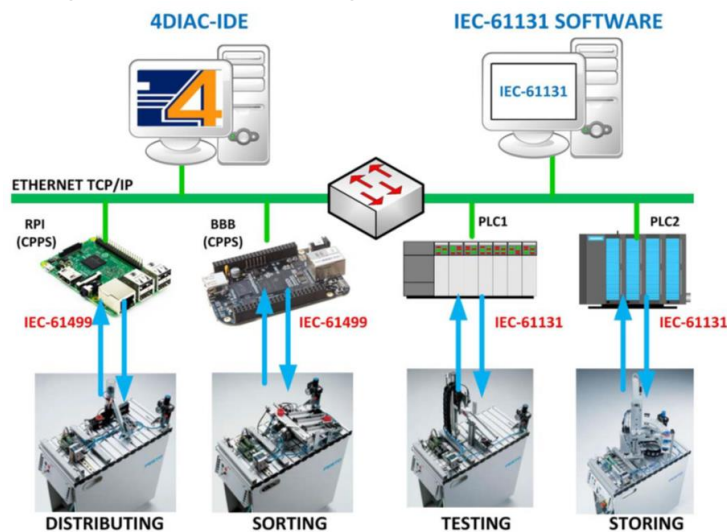 4DIAC-IDE
IEC-61131 SOFTWARE
4
IEC-61131
ETHERNET TCP/IP
RPI
(CPPS)
BBB
(CPPS)
PLC1
PLC2
IEC-61499
IEC-61499
IEC-61131
IEC-61131
DISTRIBUTING
SORTING
TESTING
STORING